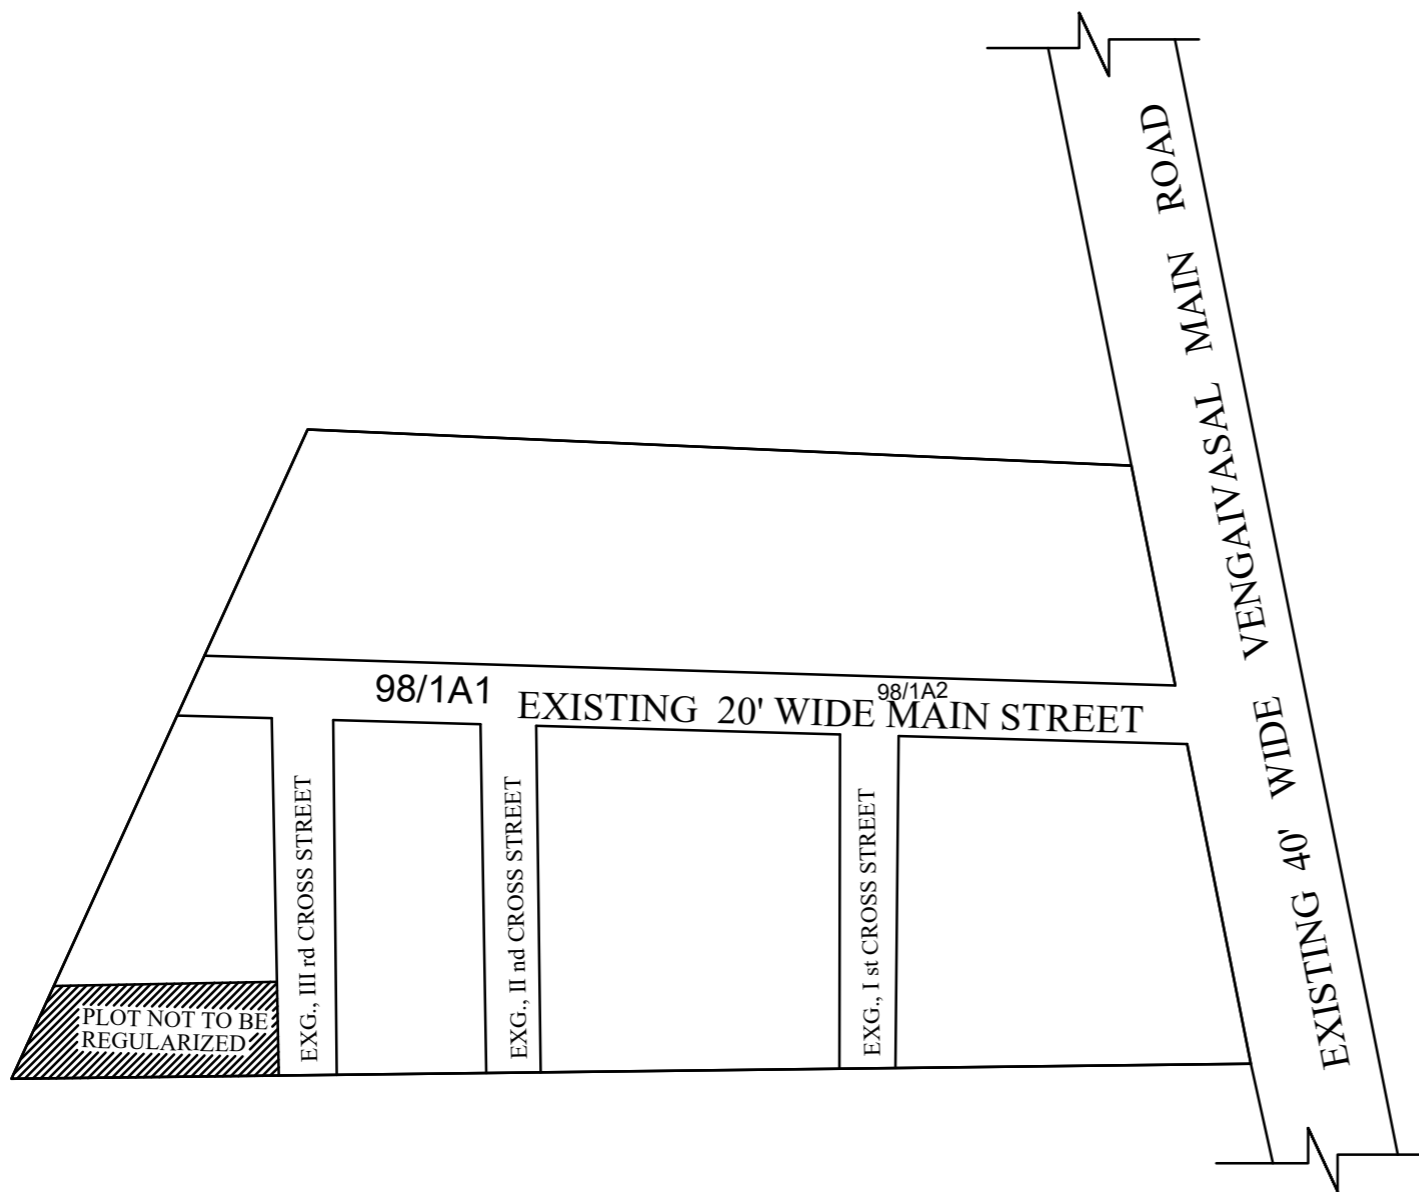 EXISTING 40' WIDE VENGAIVASAL MAIN ROAD
98/1A1
98/1A2
EXISTING 20' WIDE MAIN STREET
EXG., III rd CROSS STREET
EXG., II nd CROSS STREET
EXG., I st CROSS STREET
PLOT NOT TO BE
REGULARIZED